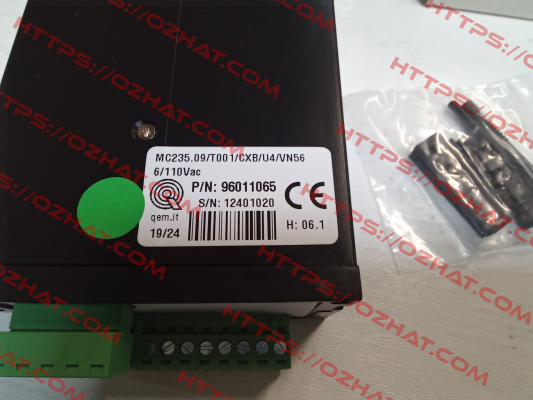 MC235.09/T001/CXB/U4/VN56
6/110Vac
P/N: 96011065
S/N: 12401020
qem.it
19/24
H: 06.1
CE
HTTPS://OZHAT.COM
HTTPS://OZHAT.COM
HTTPS://OZHAT.COM
HTTPS://OZHAT.COM
HTTPS://OZHAT.COM
HTTPS://OZHAT.COM